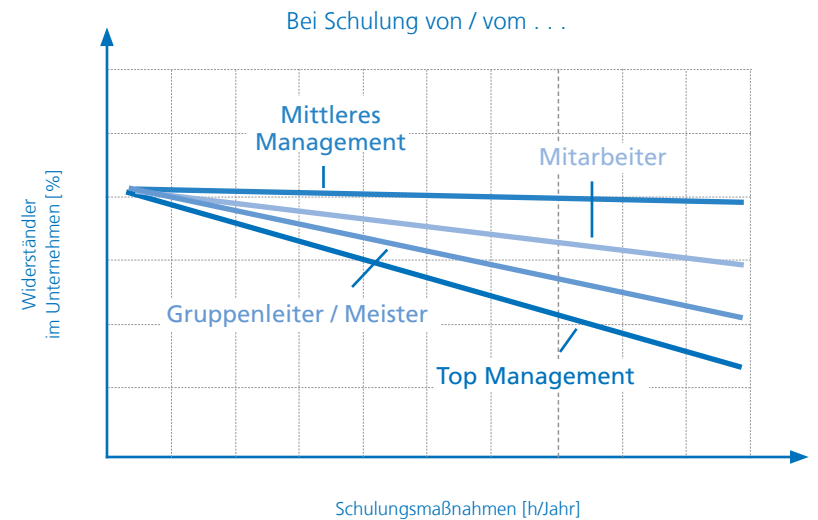 Bei Schulung von / vom . . .
Mittleres
Management
Mitarbeiter
Widerständler
im Unternehmen [%]
Gruppenleiter / Meister
Top Management
Schulungsmaßnahmen [h/Jahr]